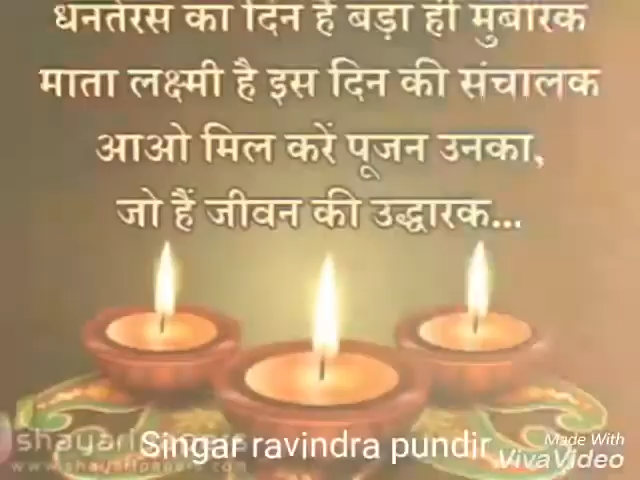 धनतेरस का दिन है बड़ा ही मुबारक
माता लक्ष्मी है इस दिन की संचालक
आओ मिल करें पूजन उनका,
जो हैं जीवन की उद्धारक...
Singar ravindra pundir
Made With
VivaVideo